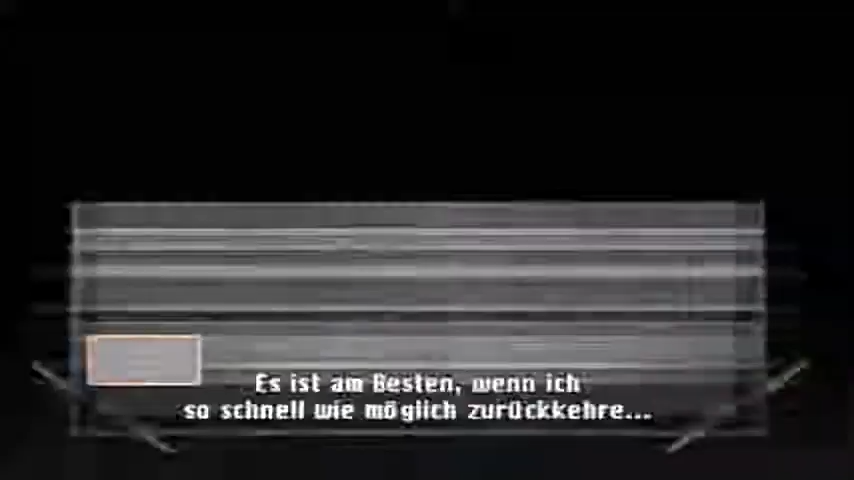 Es ist am Besten, wenn ich
so schnell wie möglich zurückkehre...